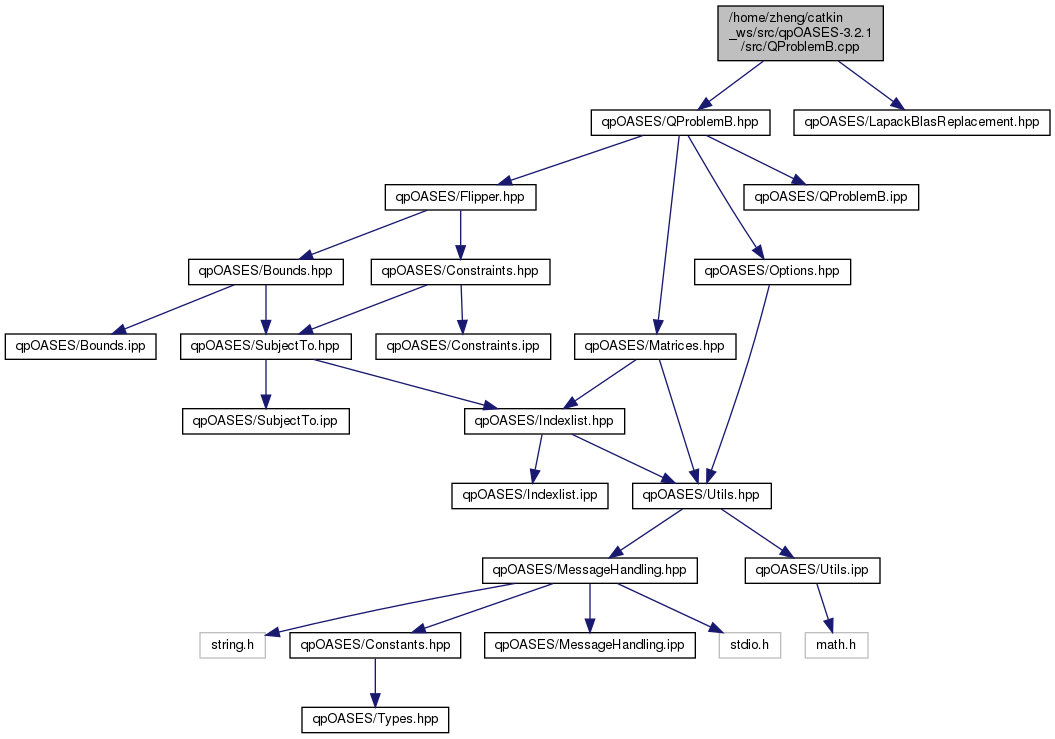 /home/zheng/catkin
_ws/src/qpOASES-3.2.1
/src/QProblemB.cpp
qpOASES/QProblemB.hpp
qpOASES/LapackBlasReplacement.hpp
qpOASES/Flipper.hpp
qpOASES/QProblemB.ipp
qpOASES/Bounds.hpp
qpOASES/Constraints.hpp
qpOASES/Options.hpp
qpOASES/Bounds.ipp
qpOASES/SubjectTo.hpp
qpOASES/Constraints.ipp
qpOASES/Matrices.hpp
qpOASES/SubjectTo.ipp
qpOASES/Indexlist.hpp
qpOASES/Indexlist.ipp
qpOASES/Utils.hpp
qpOASES/MessageHandling.hpp
qpOASES/Utils.ipp
string.h
qpOASES/Constants.hpp
qpOASES/MessageHandling.ipp
stdio.h
math.h
qpOASES/Types.hpp